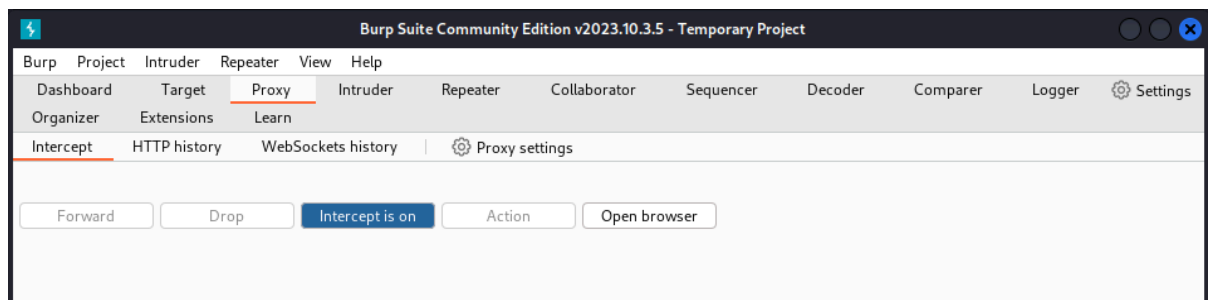 Burp Suite Community Edition v2023.10.3.5 - Temporary Project
Burp Project Intruder Repeater View Help
Dashboard Target Proxy Intruder Repeater Collaborator Sequencer Decoder Comparer Logger Settings
Organizer Extensions Learn
Intercept HTTP history WebSockets history Proxy settings
Forward Drop Intercept is on Action Open browser